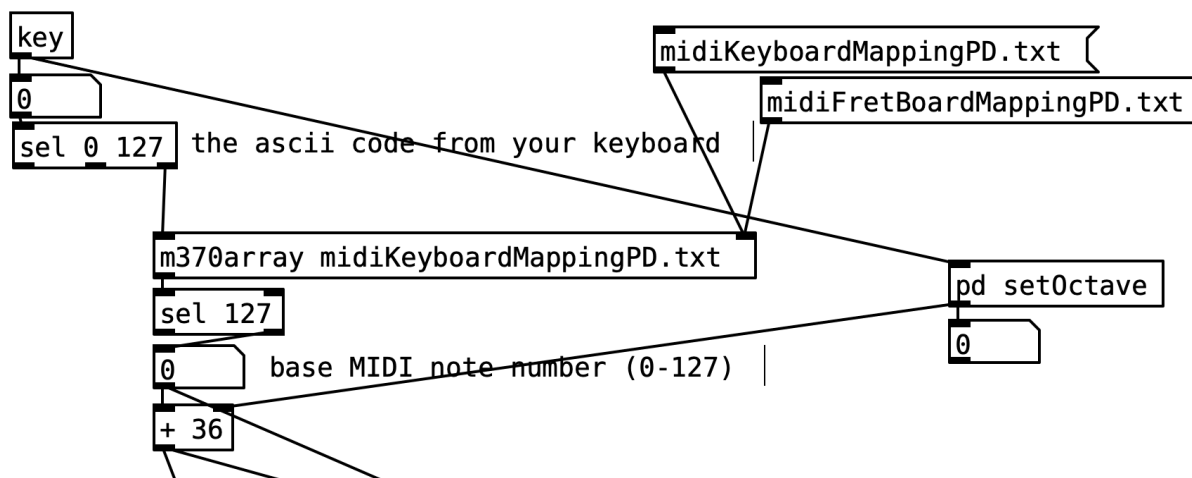 key
midiKeyboardMappingPD.txt
0
midiFretBoardMappingPD.txt
sel 0 127
the ascii code from your keyboard
m370array midiKeyboardMappingPD.txt
pd setOctave
sel 127
0
0
base MIDI note number (0-127)
+ 36